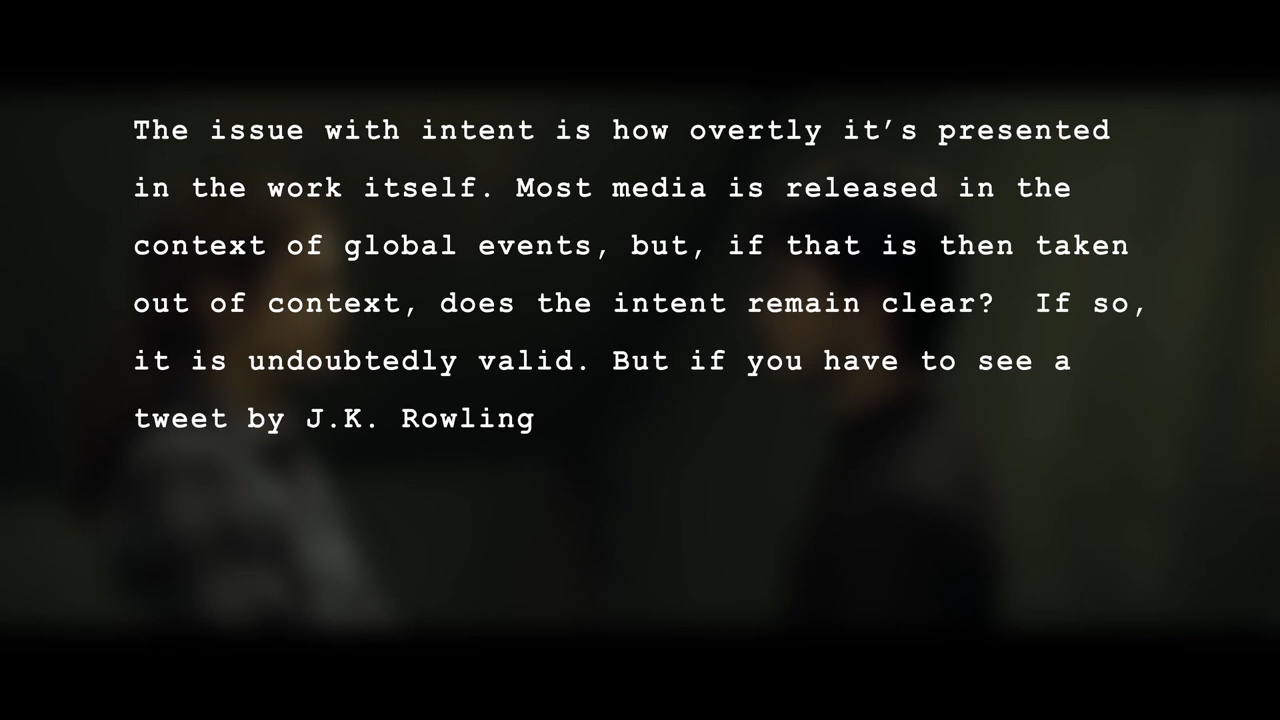 The issue with intent is how overtly it’s presented
in the work itself. Most media is released in the
context of global events, but, if that is then taken
out of context, does the intent remain clear?  If so,
it is undoubtedly valid. But if you have to see a
tweet by J.K. Rowling